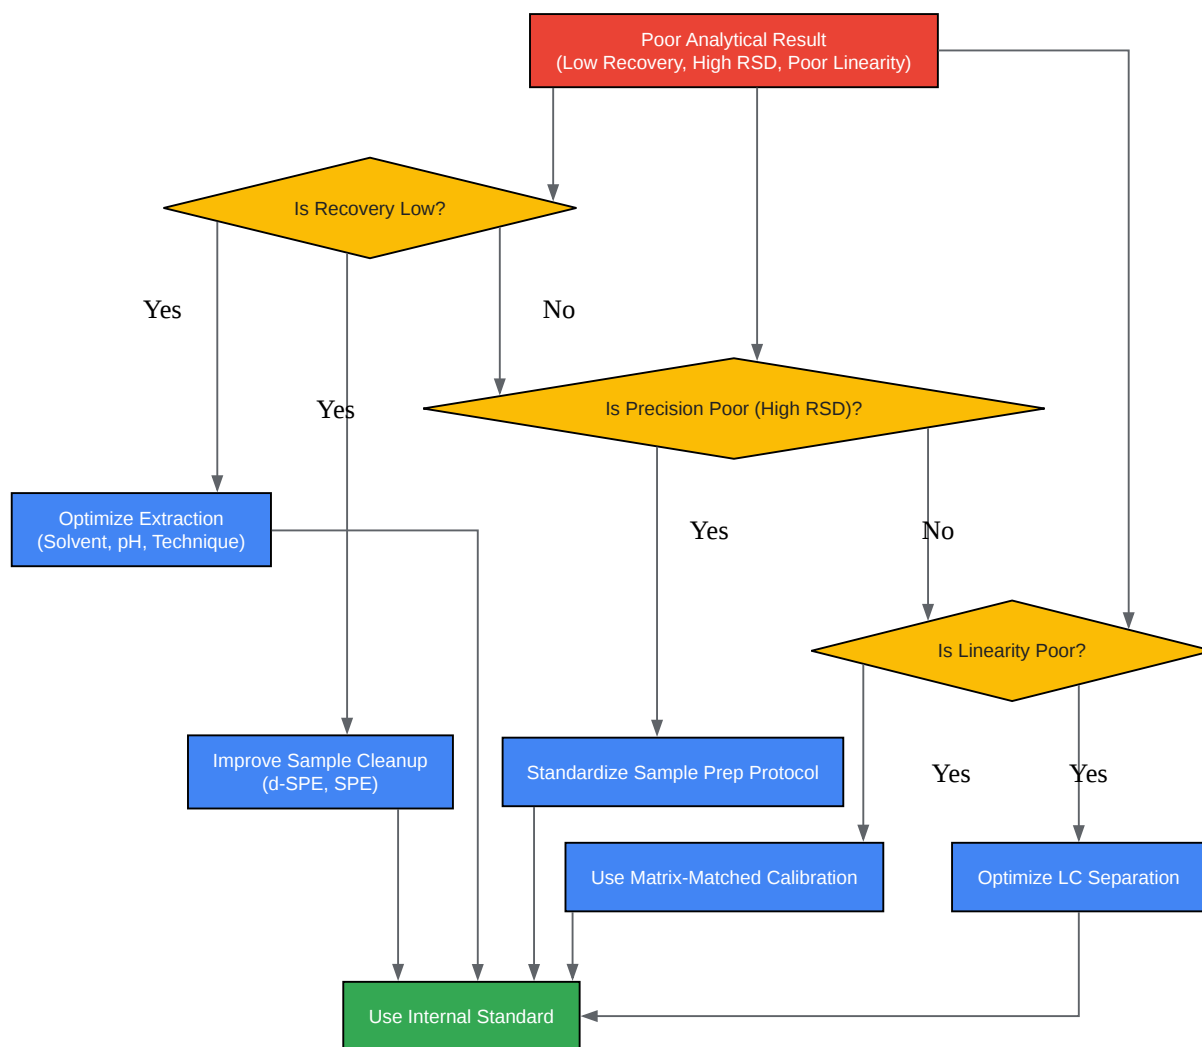 Poor Analytical Result
(Low Recovery, High RSD, Poor Linearity)
Is Recovery Low?
Yes
No
Yes
Is Precision Poor (High RSD)?
Optimize Extraction
(Solvent, pH, Technique)
Yes
No
Is Linearity Poor?
Improve Sample Cleanup
(d-SPE, SPE)
Standardize Sample Prep Protocol
Yes
Yes
Use Matrix-Matched Calibration
Optimize LC Separation
Use Internal Standard